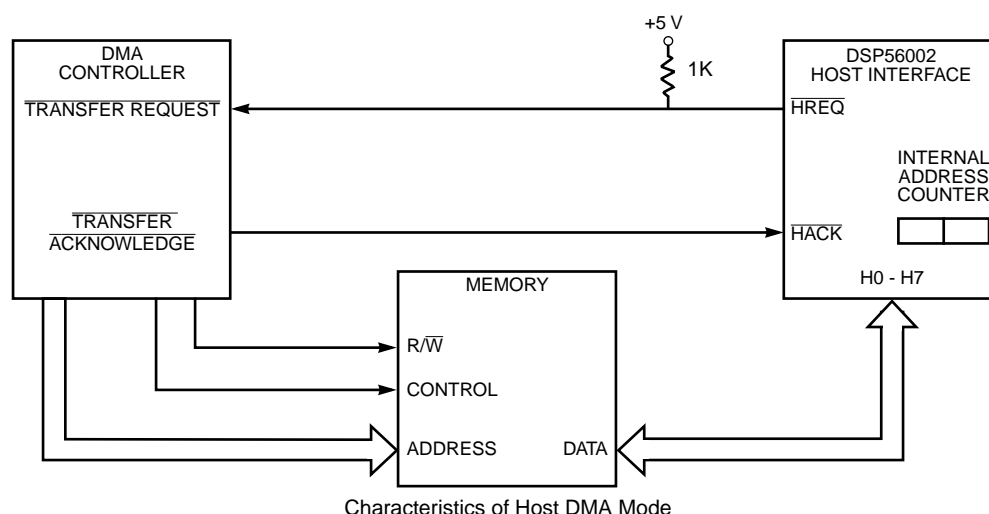 +5 V
1K
DMA
CONTROLLER
TRANSFER REQUEST
TRANSFER
ACKNOWLEDGE
DSP56002
HOST INTERFACE
HREQ
INTERNAL
ADDRESS
COUNTER
HACK
H0 - H7
MEMORY
R/W
CONTROL
ADDRESS
DATA
Characteristics of Host DMA Mode